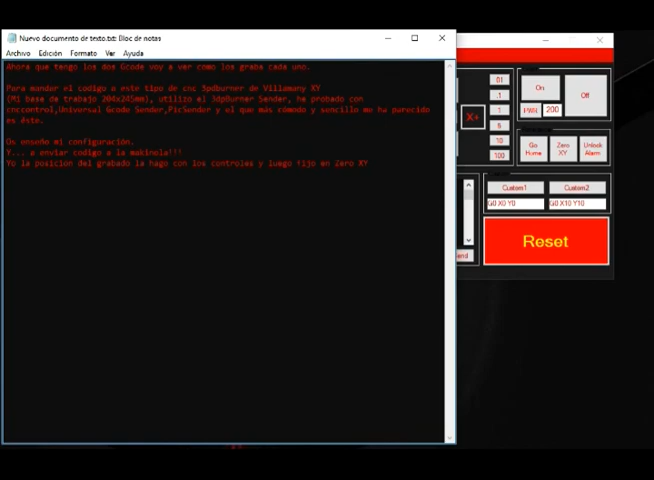 Nuevo documento de texto.txt: Bloc de notas
Archivo Edición Formato Ver Ayuda
Ahora que tengo los dos Gcode voy a ver como los graba cada uno.
Para mandar el codigo a este tipo de cnc 3pdburner de Villamany XY
(Mi base de trabajo 204x245mm), utilizo el 3dpBurner Sender, he probado con
cnccontrol,Universal Gcode Sender,PicSender y el que más cómodo y sencillo me ha parecido
es éste.
Os enseño mi configuración.
Y... a enviar codigo a la makinola!!!
Yo la posicion del grabado la hago con los controles y luego fijo en Zero XY
X+
01
.1
1
5
10
100
On
Off
PWM 200
Go Home
Zero XY
Unlock Alarm
Custom1
Custom2
G0 X0 Y0
G0 X10 Y10
Reset